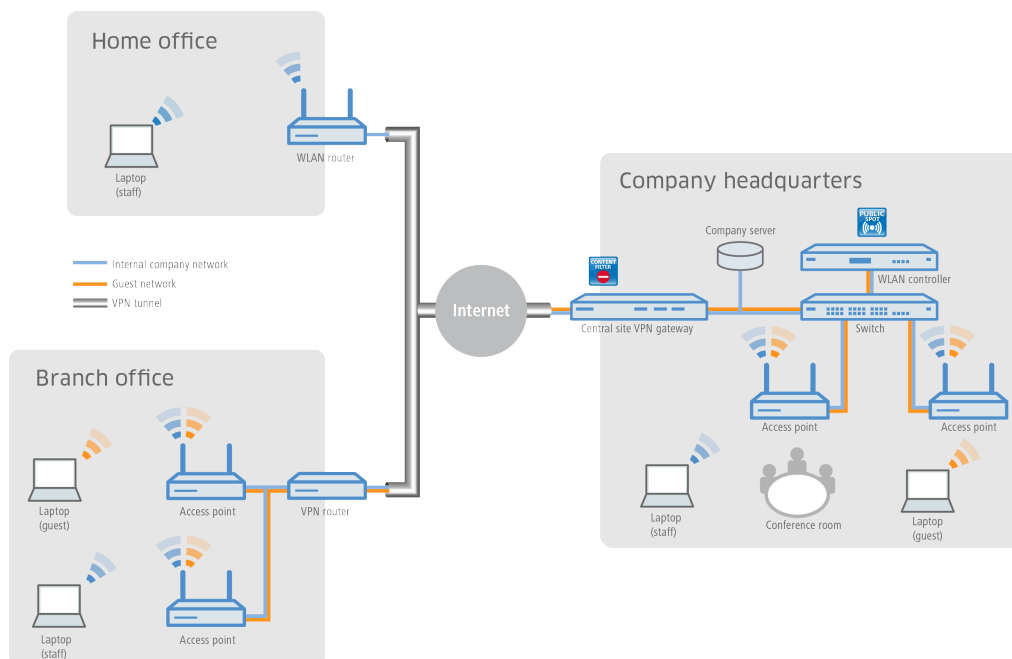 Home office
Laptop
(staff)
WLAN router
Internal company network
Guest network
VPN tunnel
Internet
Branch office
Laptop
(guest)
Access point
VPN router
Laptop
(staff)
Access point
Company headquarters
PUBLIC
SPOT
Company server
CONTENT
FILTER
WLAN controller
Central site VPN gateway
Switch
Access point
Access point
Laptop
(staff)
Conference room
Laptop
(guest)